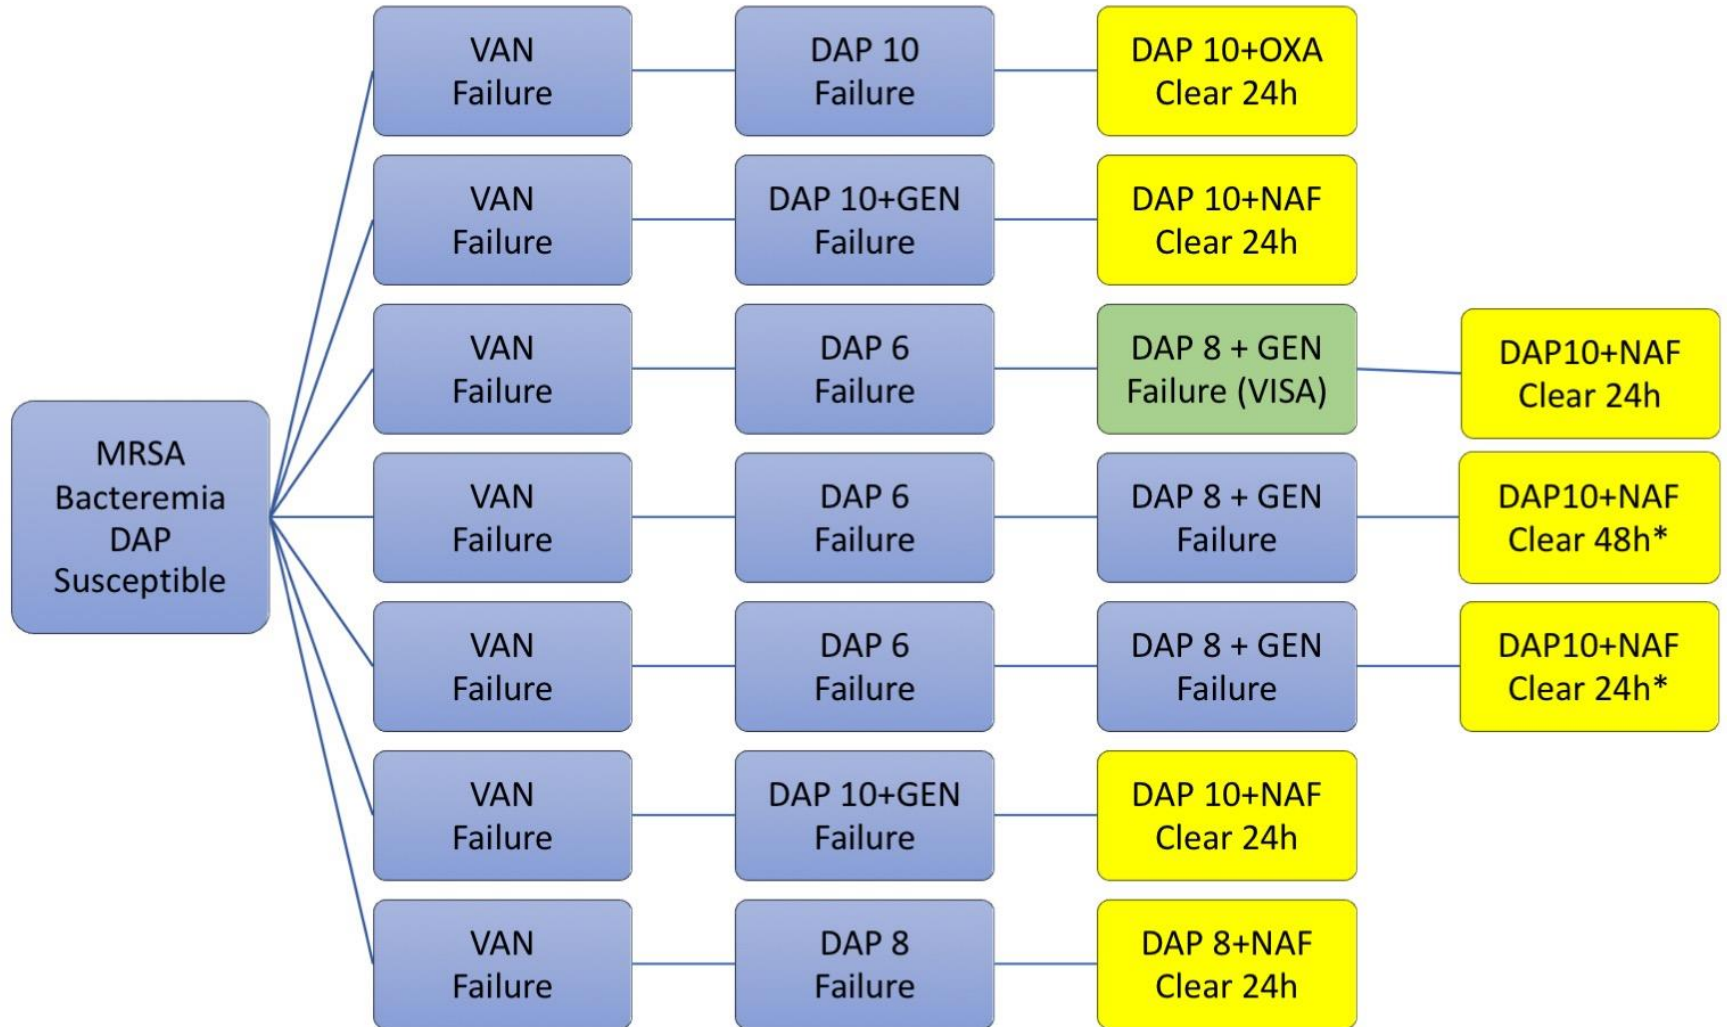 MRSA
Bacteremia
DAP
Susceptible
VAN
Failure
DAP 10
Failure
DAP 10+OXA
Clear 24h
VAN
Failure
DAP 10+GEN
Failure
DAP 10+NAF
Clear 24h
VAN
Failure
DAP 6
Failure
DAP 8 + GEN
Failure (VISA)
DAP10+NAF
Clear 24h
VAN
Failure
DAP 6
Failure
DAP 8 + GEN
Failure
DAP10+NAF
Clear 48h*
VAN
Failure
DAP 6
Failure
DAP 8 + GEN
Failure
DAP10+NAF
Clear 24h*
VAN
Failure
DAP 10+GEN
Failure
DAP 10+NAF
Clear 24h
VAN
Failure
DAP 8
Failure
DAP 8+NAF
Clear 24h